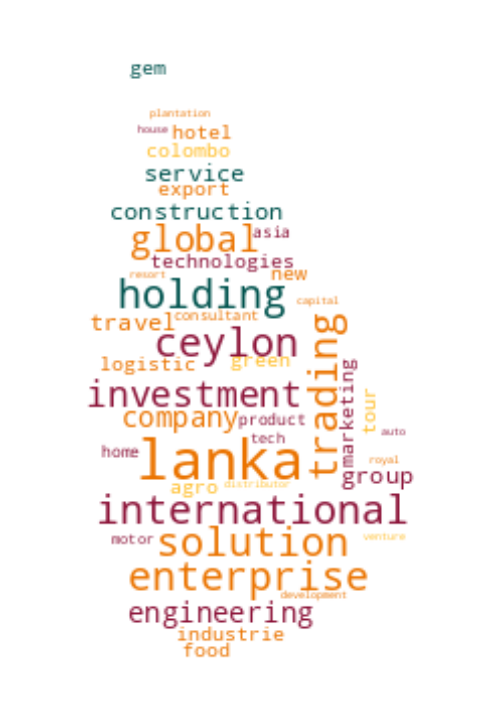 gem
plantation
house hotel
colombo
service
export
construction
global asia
technologies
resort new
holding capital
travel consultant
ceylon
logistic green
trading
investment
marketing
company product
tour
tech auto
home lanka
royal
group
agro distributor
international
motor solution venture
enterprise
development
engineering
industrie
food